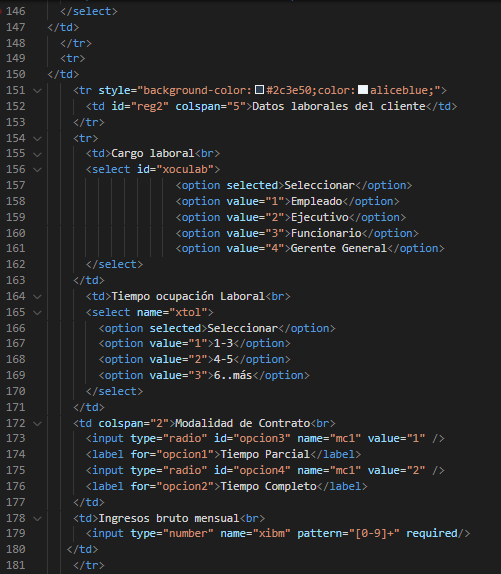 146 </select>
147 </td>
148 </tr>
149 <tr>
150 </td>
151 <tr style="background-color:#2c3e50;color:aliceblue;">
152 <td id="reg2" colspan="5">Datos laborales del cliente</td>
153 </tr>
154 <tr>
155 <td>Cargo laboral<br>
156 <select id="xoculab">
157 <option selected>Seleccionar</option>
158 <option value="1">Empleado</option>
159 <option value="2">Ejecutivo</option>
160 <option value="3">Funcionario</option>
161 <option value="4">Gerente General</option>
162 </select>
163 </td>
164 <td>Tiempo ocupación Laboral<br>
165 <select name="xtol">
166 <option selected>Seleccionar</option>
167 <option value="1">1-3</option>
168 <option value="2">4-5</option>
169 <option value="3">6..más</option>
170 </select>
171 </td>
172 <td colspan="2">Modalidad de Contrato<br>
173 <input type="radio" id="opcion3" name="mc1" value="1" />
174 <label for="opcion1">Tiempo Parcial</label>
175 <input type="radio" id="opcion4" name="mc1" value="2" />
176 <label for="opcion2">Tiempo Completo</label>
177 </td>
178 <td>Ingresos bruto mensual<br>
179 <input type="number" name="xibm" pattern="[0-9]+" required/>
180 </td>
181 </tr>